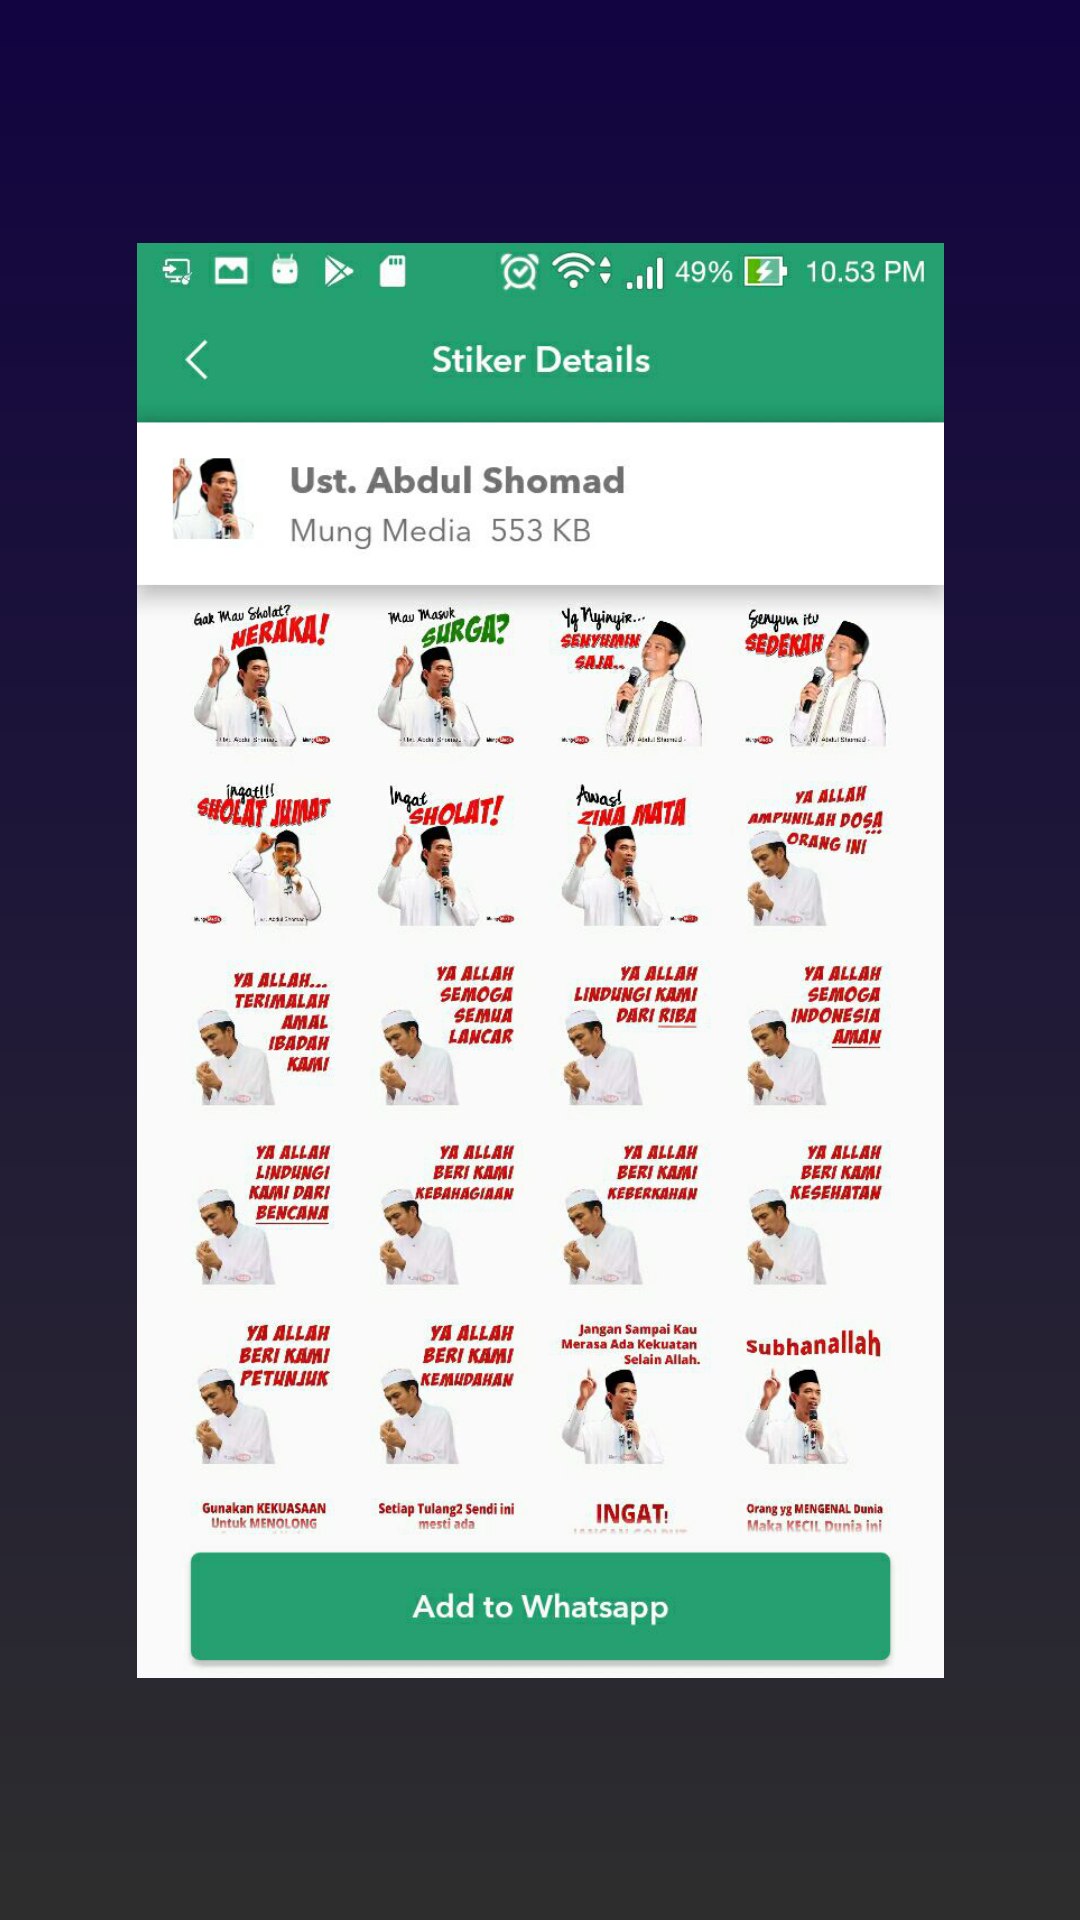 49% 10.53 PM
Stiker Details
Ust. Abdul Shomad
Mung Media 553 KB
Gak Mau Sholat?
NERAKA!
Mau Masuk
SURGA?
Yg Nyinyir...
SENYUMIN
SAJA..
Senyum itu
SEDEKAH
ingat!!!
SHOLAT JUMAT
Ingat
SHOLAT!
Awas!
ZINA MATA
YA ALLAH
AMPUNILAH DOSA
ORANG INI
YA ALLAH...
TERIMALAH
AMAL
IBADAH
KAMI
YA ALLAH
SEMOGA
SEMUA
LANCAR
YA ALLAH
LINDUNGI KAMI
DARI RIBA
YA ALLAH
SEMOGA
INDONESIA
AMAN
YA ALLAH
LINDUNGI
KAMI DARI
BENCANA
YA ALLAH
BERI KAMI
KEBAHAGIAAN
YA ALLAH
BERI KAMI
KEBERKAHAN
YA ALLAH
BERI KAMI
KESEHATAN
YA ALLAH
BERI KAMI
PETUNJUK
YA ALLAH
BERI KAMI
KEMUDAHAN
Jangan Sampai Kau
Merasa Ada Kekuatan
Selain Allah.
Subhanallah
Gunakan KEKUASAAN
Untuk MENOLONG
Setiap Tulang2 Sendi ini
mesti ada
INGAT!
Orang yg MENGENAL Dunia
Maka KECIL Dunia ini
Add to Whatsapp